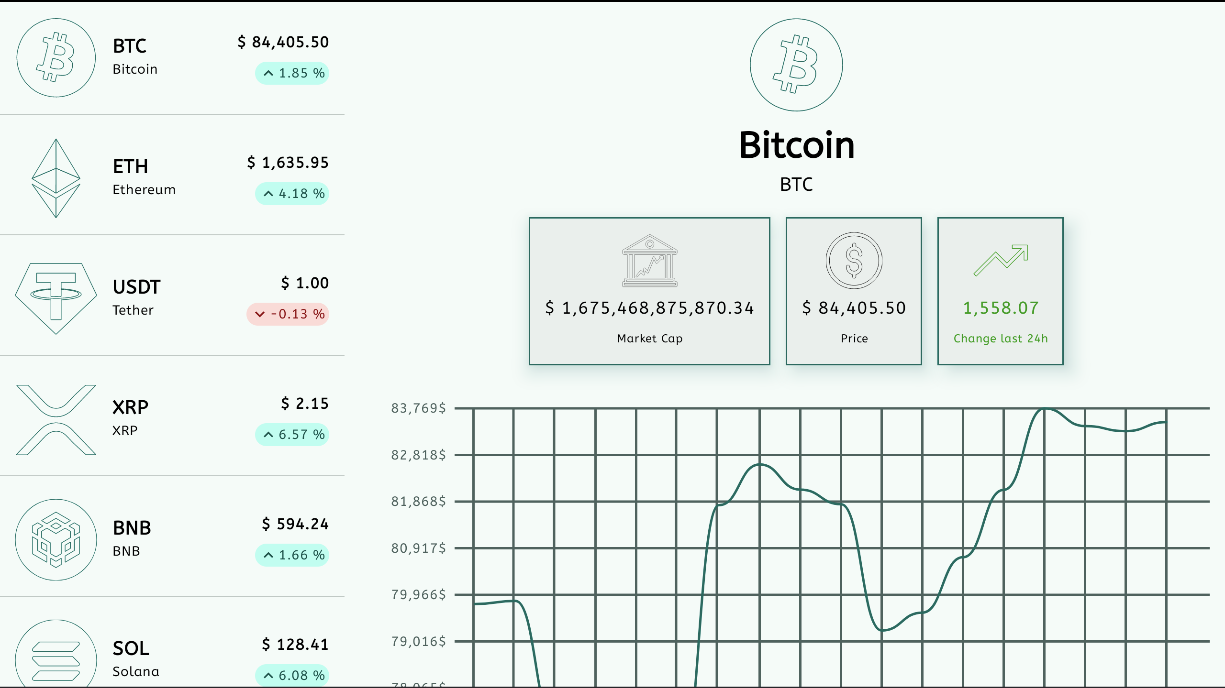 BTC
Bitcoin
$ 84,405.50
1.85 %
ETH
Ethereum
$ 1,635.95
4.18 %
USDT
Tether
$ 1.00
-0.13 %
XRP
XRP
$ 2.15
6.57 %
BNB
BNB
$ 594.24
1.66 %
SOL
Solana
$ 128.41
6.08 %
Bitcoin
BTC
$ 1,675,468,875,870.34
Market Cap
$ 84,405.50
Price
1,558.07
Change last 24h
83,769$
82,818$
81,868$
80,917$
79,966$
79,016$